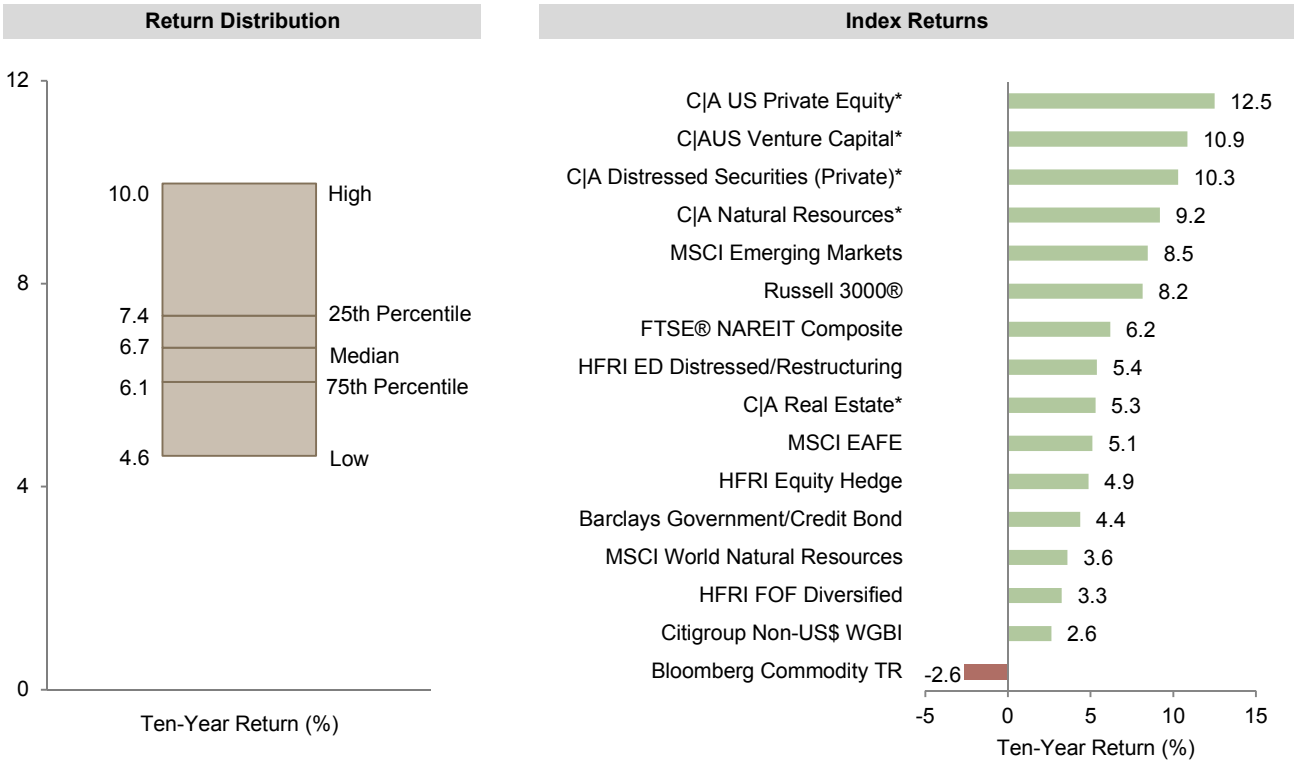 Return Distribution
12
8
4
0
10.0
7.4
6.7
6.1
4.6
High
25th Percentile
Median
75th Percentile
Low
Ten-Year Return (%)
Index Returns
C|A US Private Equity* 12.5
C|AUS Venture Capital* 10.9
C|A Distressed Securities (Private)* 10.3
C|A Natural Resources* 9.2
MSCI Emerging Markets 8.5
Russell 3000® 8.2
FTSE® NAREIT Composite 6.2
HFRI ED Distressed/Restructuring 5.4
C|A Real Estate* 5.3
MSCI EAFE 5.1
HFRI Equity Hedge 4.9
Barclays Government/Credit Bond 4.4
MSCI World Natural Resources 3.6
HFRI FOF Diversified 3.3
Citigroup Non-US$ WGBI 2.6
Bloomberg Commodity TR -2.6
-5 0 5 10 15
Ten-Year Return (%)